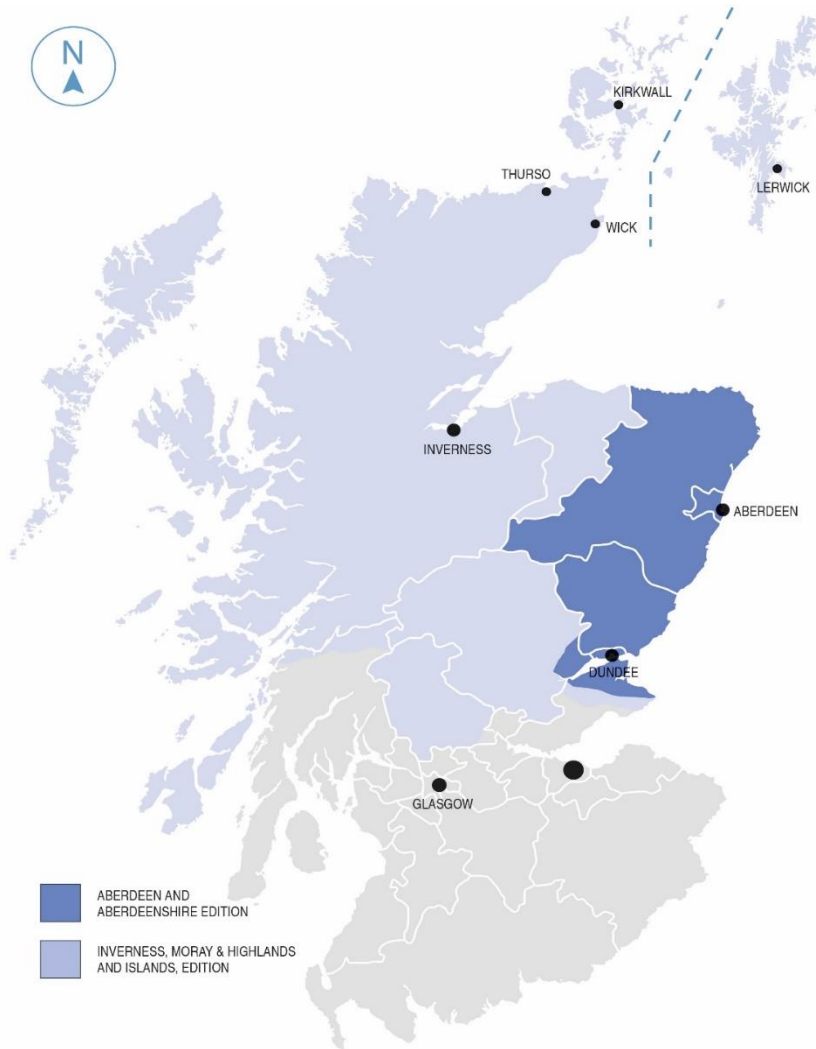 N
KIRKWALL
THURSO
LERWICK
WICK
INVERNESS
ABERDEEN
DUNDEE
GLASGOW
ABERDEEN AND
ABERDEENSHIRE EDITION
INVERNESS, MORAY & HIGHLANDS
AND ISLANDS, EDITION